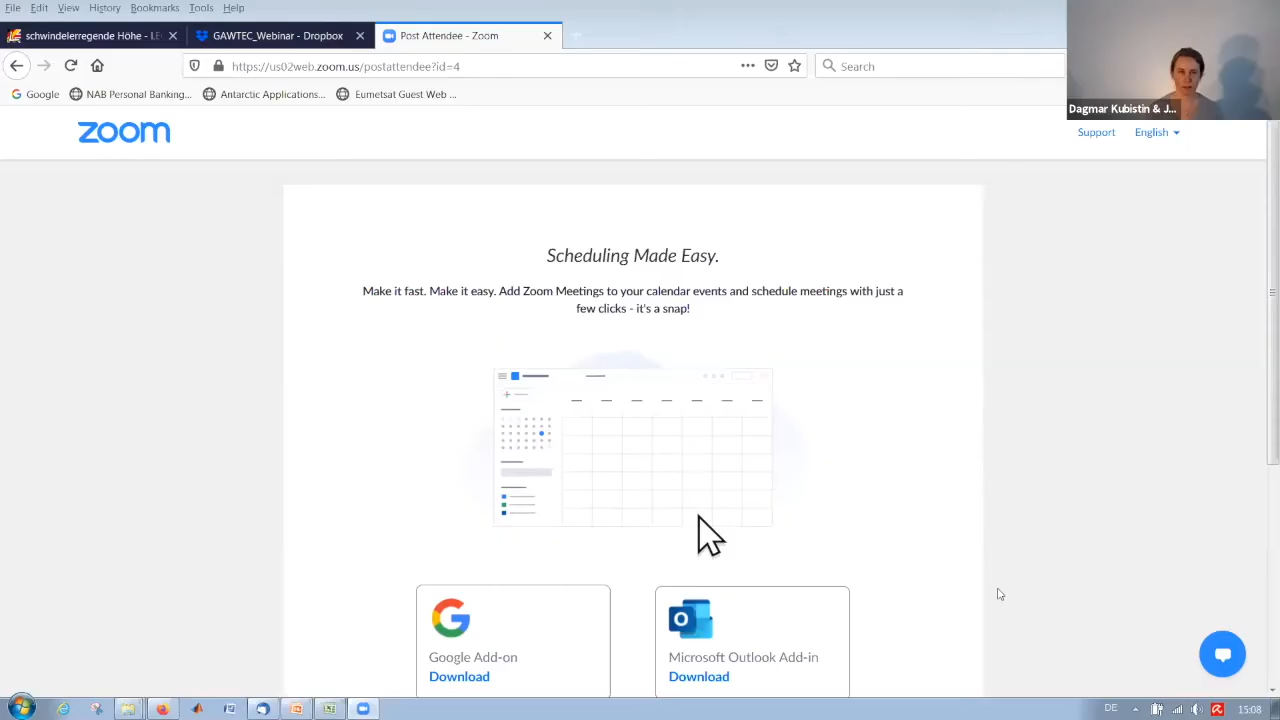 File Edit View History Bookmarks Tools Help
schwindelerregende Höhe - LE
GAWTEC_Webinar - Dropbox
Post Attendee - Zoom
https://us02web.zoom.us/postattendee?id=4
Search
Google
NAB Personal Banking...
Antarctic Applications...
Eumetsat Guest Web ...
Dagmar Kubistin & J...
zoom
Support
English
Scheduling Made Easy.
Make it fast. Make it easy. Add Zoom Meetings to your calendar events and schedule meetings with just a
few clicks - it's a snap!
Google Add-on
Download
Microsoft Outlook Add-in
Download
DE
15:08